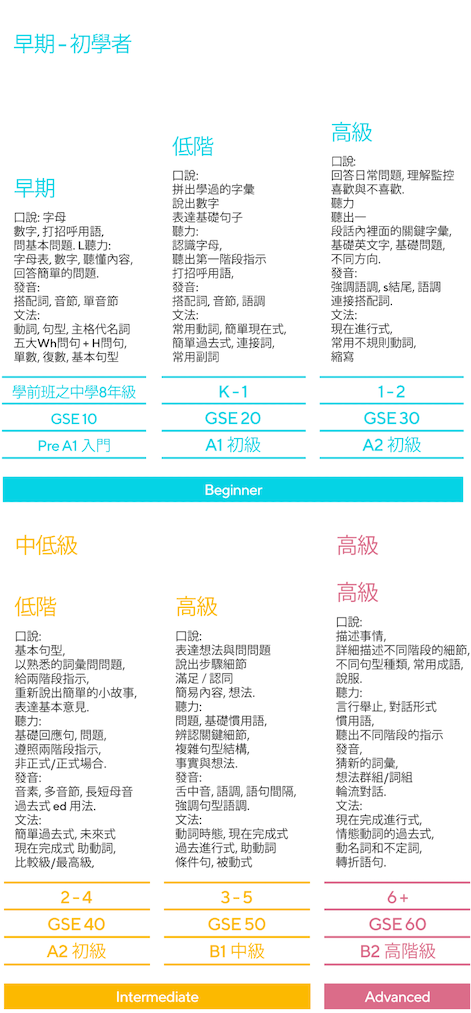 早期 - 初學者
早期
口說: 字母
數字, 打招呼用語,
問基本問題. L聽力:
字母表, 數字, 聽懂內容,
回答簡單的問題.
發音:
搭配詞, 音節, 單音節
文法:
動詞, 句型, 主格代名詞
五大Wh問句 + H問句,
單數, 復數, 基本句型
學前班之中學8年級
GSE 10
Pre A1 入門
低階
口說:
拼出學過的字彙
說出數字
表達基礎句子
聽力:
認識字母,
聽出第一階段指示
打招呼用語,
發音:
搭配詞, 音節, 語調
文法:
常用動詞, 簡單現在式,
簡單過去式, 連接詞,
常用副詞
K - 1
GSE 20
A1 初級
高級
口說:
回答日常問題, 理解監控
喜歡與不喜歡.
聽力
聽出一
段話內裡面的關鍵字彙,
基礎英文字, 基礎問題,
不同方向.
發音:
強調語調, s結尾, 語調
連接搭配詞.
文法:
現在進行式,
常用不規則動詞,
縮寫
1 - 2
GSE 30
A2 初級
Beginner
中低級
低階
口說:
基本句型,
以熟悉的詞彙問問題,
給兩階段指示,
重新說出簡單的小故事,
表達基本意見.
聽力:
基礎回應句, 問題,
遵照兩階段指示,
非正式/正式場合.
發音:
音素, 多音節, 長短母音
過去式 ed 用法.
文法:
簡單過去式, 未來式
現在完成式 助動詞,
比較級/最高級,
2 - 4
GSE 40
A2 初級
高級
口說:
表達想法與問問題
說出步驟細節
滿足 / 認同
簡易內容, 想法.
聽力:
問題, 基礎慣用語,
辨認關鍵細節,
複雜句型結構,
事實與想法.
發音:
舌中音, 語調, 語句間隔,
強調句型語調.
文法:
動詞時態, 現在完成式
過去進行式, 助動詞
條件句, 被動式
3 - 5
GSE 50
B1 中級
Intermediate
高級
高級
口說:
描述事情,
詳細描述不同階段的細節,
不同句型種類, 常用成語,
說服.
聽力:
言行舉止, 對話形式
慣用語,
聽出不同階段的指示
發音,
猜新的詞彙,
想法群組/詞組
輪流對話.
文法:
現在完成進行式,
情態動詞的過去式,
動名詞和不定詞,
轉折語句.
6 +
GSE 60
B2 高階級
Advanced